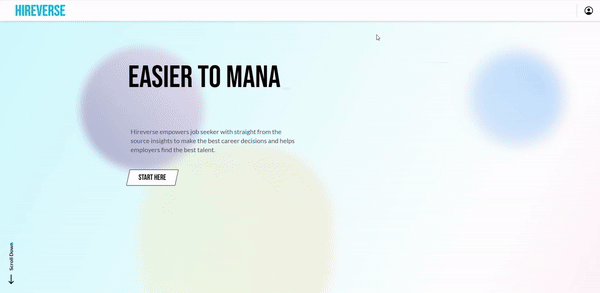 HIREVERSE
EASIER TO MANA
Hireverse empowers job seeker with straight from the
source insights to make the best career decisions and helps
employers find the best talent.
START HERE
Scroll Down